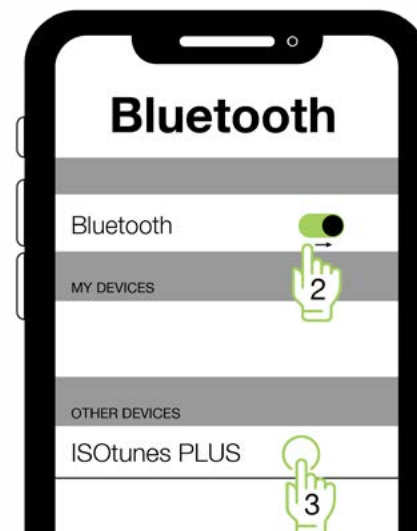 Bluetooth
Bluetooth
2
MY DEVICES
OTHER DEVICES
ISOtunes PLUS
3